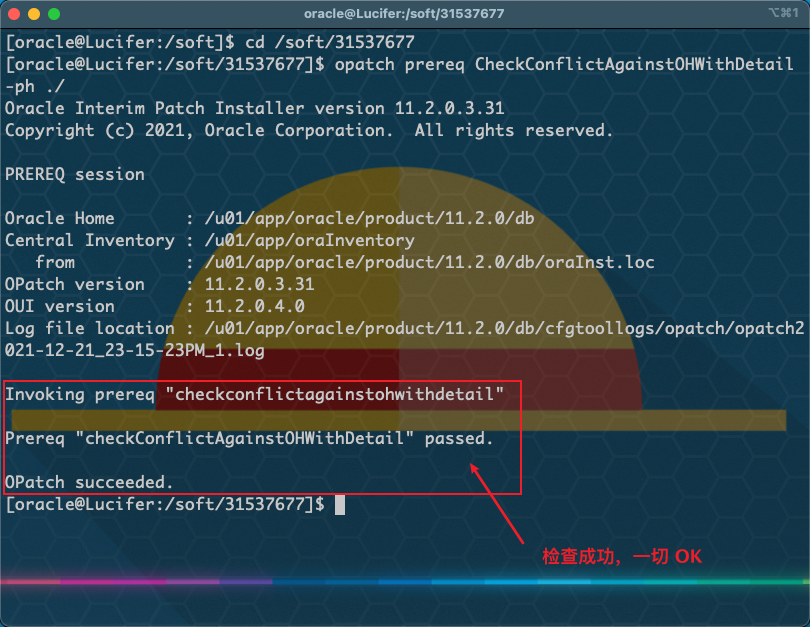 oracle@Lucifer:/soft/31537677
⌥⌘1
[oracle@Lucifer:/soft]$ cd /soft/31537677
[oracle@Lucifer:/soft/31537677]$ opatch prereq CheckConflictAgainstOHWithDetail
-ph ./
Oracle Interim Patch Installer version 11.2.0.3.31
Copyright (c) 2021, Oracle Corporation.  All rights reserved.
PREREQ session
Oracle Home       : /u01/app/oracle/product/11.2.0/db
Central Inventory : /u01/app/oraInventory
   from           : /u01/app/oracle/product/11.2.0/db/oraInst.loc
OPatch version    : 11.2.0.3.31
OUI version       : 11.2.0.4.0
Log file location : /u01/app/oracle/product/11.2.0/db/cfgtoollogs/opatch/opatch2
021-12-21_23-15-23PM_1.log
Invoking prereq "checkconflictagainstohwithdetail"
Prereq "checkConflictAgainstOHWithDetail" passed.
OPatch succeeded.
[oracle@Lucifer:/soft/31537677]$
检查成功，一切 OK